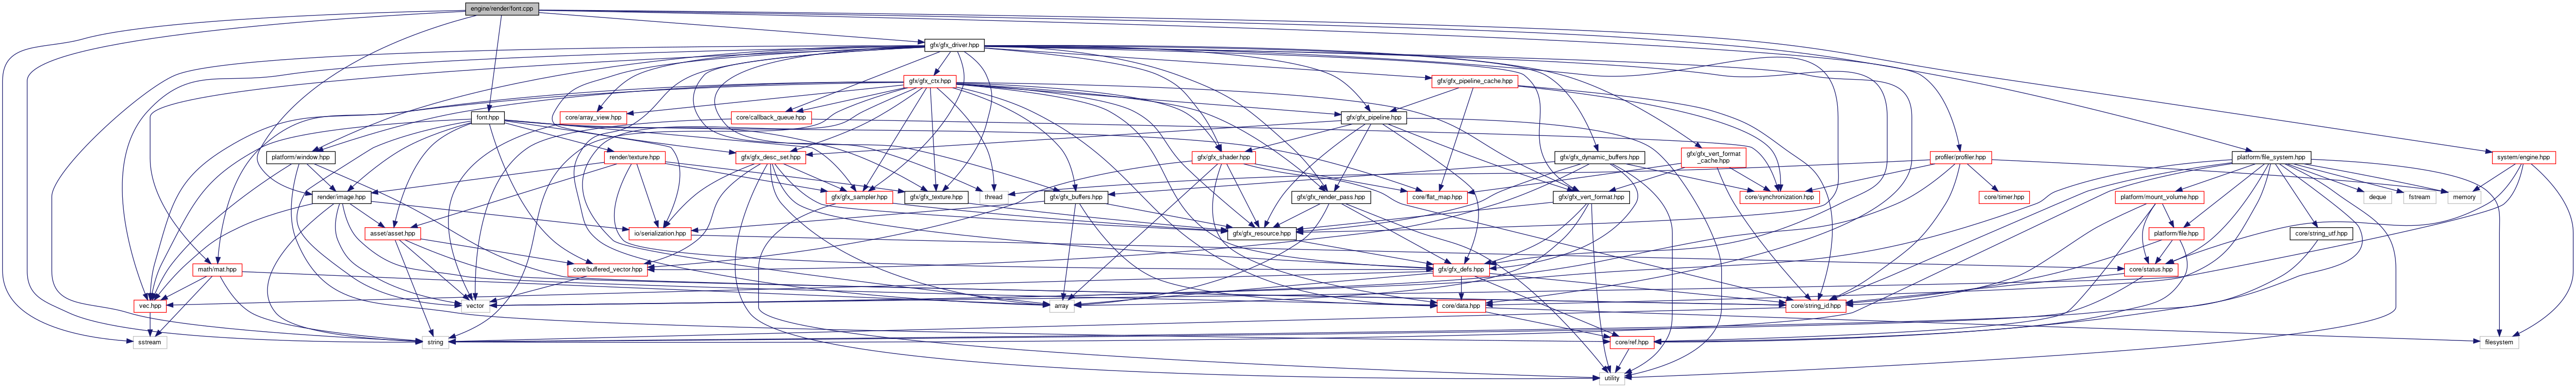 engine/render/font.cpp
gfx/gfx_driver.hpp
gfx/gfx_ctx.hpp
gfx/gfx_pipeline_cache.hpp
font.hpp
core/array_view.hpp
core/callback_queue.hpp
gfx/gfx_pipeline.hpp
platform/window.hpp
render/texture.hpp
gfx/gfx_desc_set.hpp
gfx/gfx_shader.hpp
gfx/gfx_dynamic_buffers.hpp
gfx/gfx_vert_format
_cache.hpp
profiler/profiler.hpp
platform/file_system.hpp
system/engine.hpp
render/image.hpp
gfx/gfx_sampler.hpp
gfx/gfx_texture.hpp
thread
gfx/gfx_buffers.hpp
gfx/gfx_render_pass.hpp
core/flat_map.hpp
gfx/gfx_vert_format.hpp
core/synchronization.hpp
core/timer.hpp
platform/mount_volume.hpp
deque
fstream
memory
asset/asset.hpp
io/serialization.hpp
gfx/gfx_resource.hpp
platform/file.hpp
core/string_utf.hpp
math/mat.hpp
core/buffered_vector.hpp
gfx/gfx_defs.hpp
core/status.hpp
vec.hpp
vector
array
core/data.hpp
core/string_id.hpp
sstream
string
core/ref.hpp
filesystem
utility